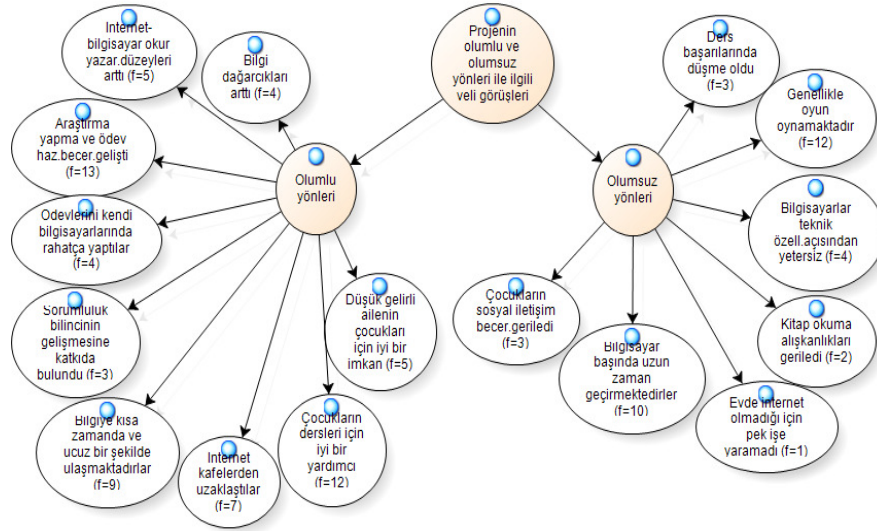 Projenin
olumlu ve
olumsuz
yönleri ile ilgili
veli görüşleri
Olumlu
yönleri
Internet-
bilgisayar okur
yazar.düzeyleri
arttı (f=5)
Bilgi
dağarcıkları
arttı (f=4)
Araştırma
yapma ve ödev
haz.becer.gelişti
(f=13)
Odevlerini kendi
bilgisayarlarında
rahatça yaptılar
(f=4)
Sorumluluk
bilincinin
gelişmesine
katkıda
bulundu (f=3)
Bilgiye kısa
zamanda ve
ucuz bir şekilde
ulaşmaktadırlar
(f=9)
Internet
kafelerden
uzaklaştılar
(f=7)
Çocukların
dersleri için
iyi bir
yardımcı
(f=12)
Düşük gelirli
ailenin
çocukları
için iyi bir
imkan (f=5)
Olumsuz
yönleri
Ders
başarılarında
düşme oldu
(f=3)
Genellikle
oyun
oynamaktadır
(f=12)
Bilgisayarlar
teknik
özell.açısından
yetersiz (f=4)
Kitap okuma
alışkanlıkları
geriledi (f=2)
Evde internet
olmadığı için
pek işe
yaramadı (f=1)
Bilgisayar
başında uzun
zaman
geçirmektedirler
(f=10)
Çocukların
sosyal iletişim
becer.geriledi
(f=3)